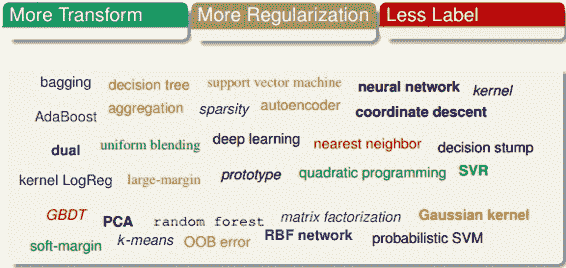 More Transform More Regularization Less Label
bagging decision tree support vector machine neural network kernel
AdaBoost aggregation sparsity autoencoder coordinate descent
dual uniform blending deep learning nearest neighbor decision stump
kernel LogReg large-margin prototype quadratic programming SVR
GBDT PCA random forest matrix factorization Gaussian kernel
soft-margin k-means OOB error RBF network probabilistic SVM